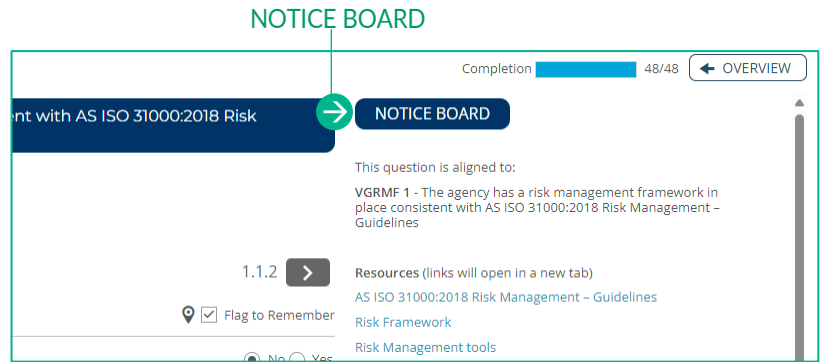 NOTICE BOARD
Completion 48/48 OVERVIEW
nt with AS ISO 31000:2018 Risk
NOTICE BOARD
This question is aligned to:
VGRMF 1 - The agency has a risk management framework in
place consistent with AS ISO 31000:2018 Risk Management –
Guidelines
1.1.2
Flag to Remember
No Yes
Resources (links will open in a new tab)
AS ISO 31000:2018 Risk Management – Guidelines
Risk Framework
Risk Management tools